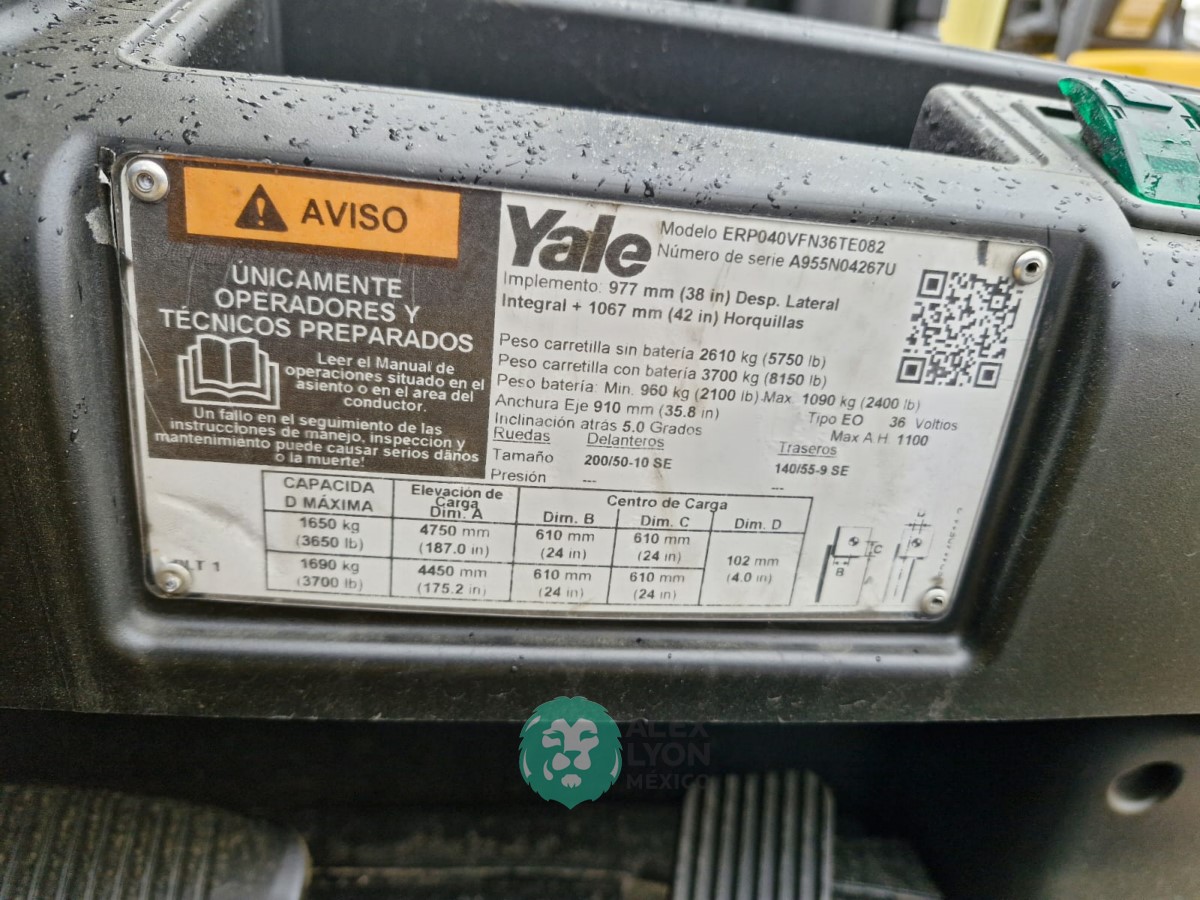 AVISO
ÚNICAMENTE
OPERADORES Y
TÉCNICOS PREPARADOS
Leer el Manual de
operaciones situado en el
asiento o en el area del
conductor.
Un fallo en el seguimiento de las
instrucciones de manejo, inspeccion y
mantenimiento puede causar serios daños
o la muerte!
Yale
Modelo ERP040VFN36TE082
Número de serie A955N04267U
Implemento: 977 mm (38 in) Desp. Lateral
Integral + 1067 mm (42 in) Horquillas
Peso carretilla sin batería 2610 kg (5750 lb)
Peso carretilla con batería 3700 kg (8150 lb)
Peso batería: Min. 960 kg (2100 lb) Max. 1090 kg (2400 lb)
Anchura Eje 910 mm (35.8 in) Tipo EO 36 Voltios
Inclinación atrás 5.0 Grados Max A.H. 1100
Ruedas Delanteros Traseros
Tamaño 200/50-10 SE 140/55-9 SE
Presión --- ---
CAPACIDA D MÁXIMA Elevación de Carga Dim. A Centro de Carga
Dim. B Dim. C Dim. D
1650 kg 4750 mm 610 mm 610 mm
(3650 lb) (187.0 in) (24 in) (24 in)
102 mm
(4.0 in)
1690 kg 4450 mm 610 mm 610 mm
(3700 lb) (175.2 in) (24 in) (24 in)
LT 1
C
B
A
ALEX
LYON
MÉXICO